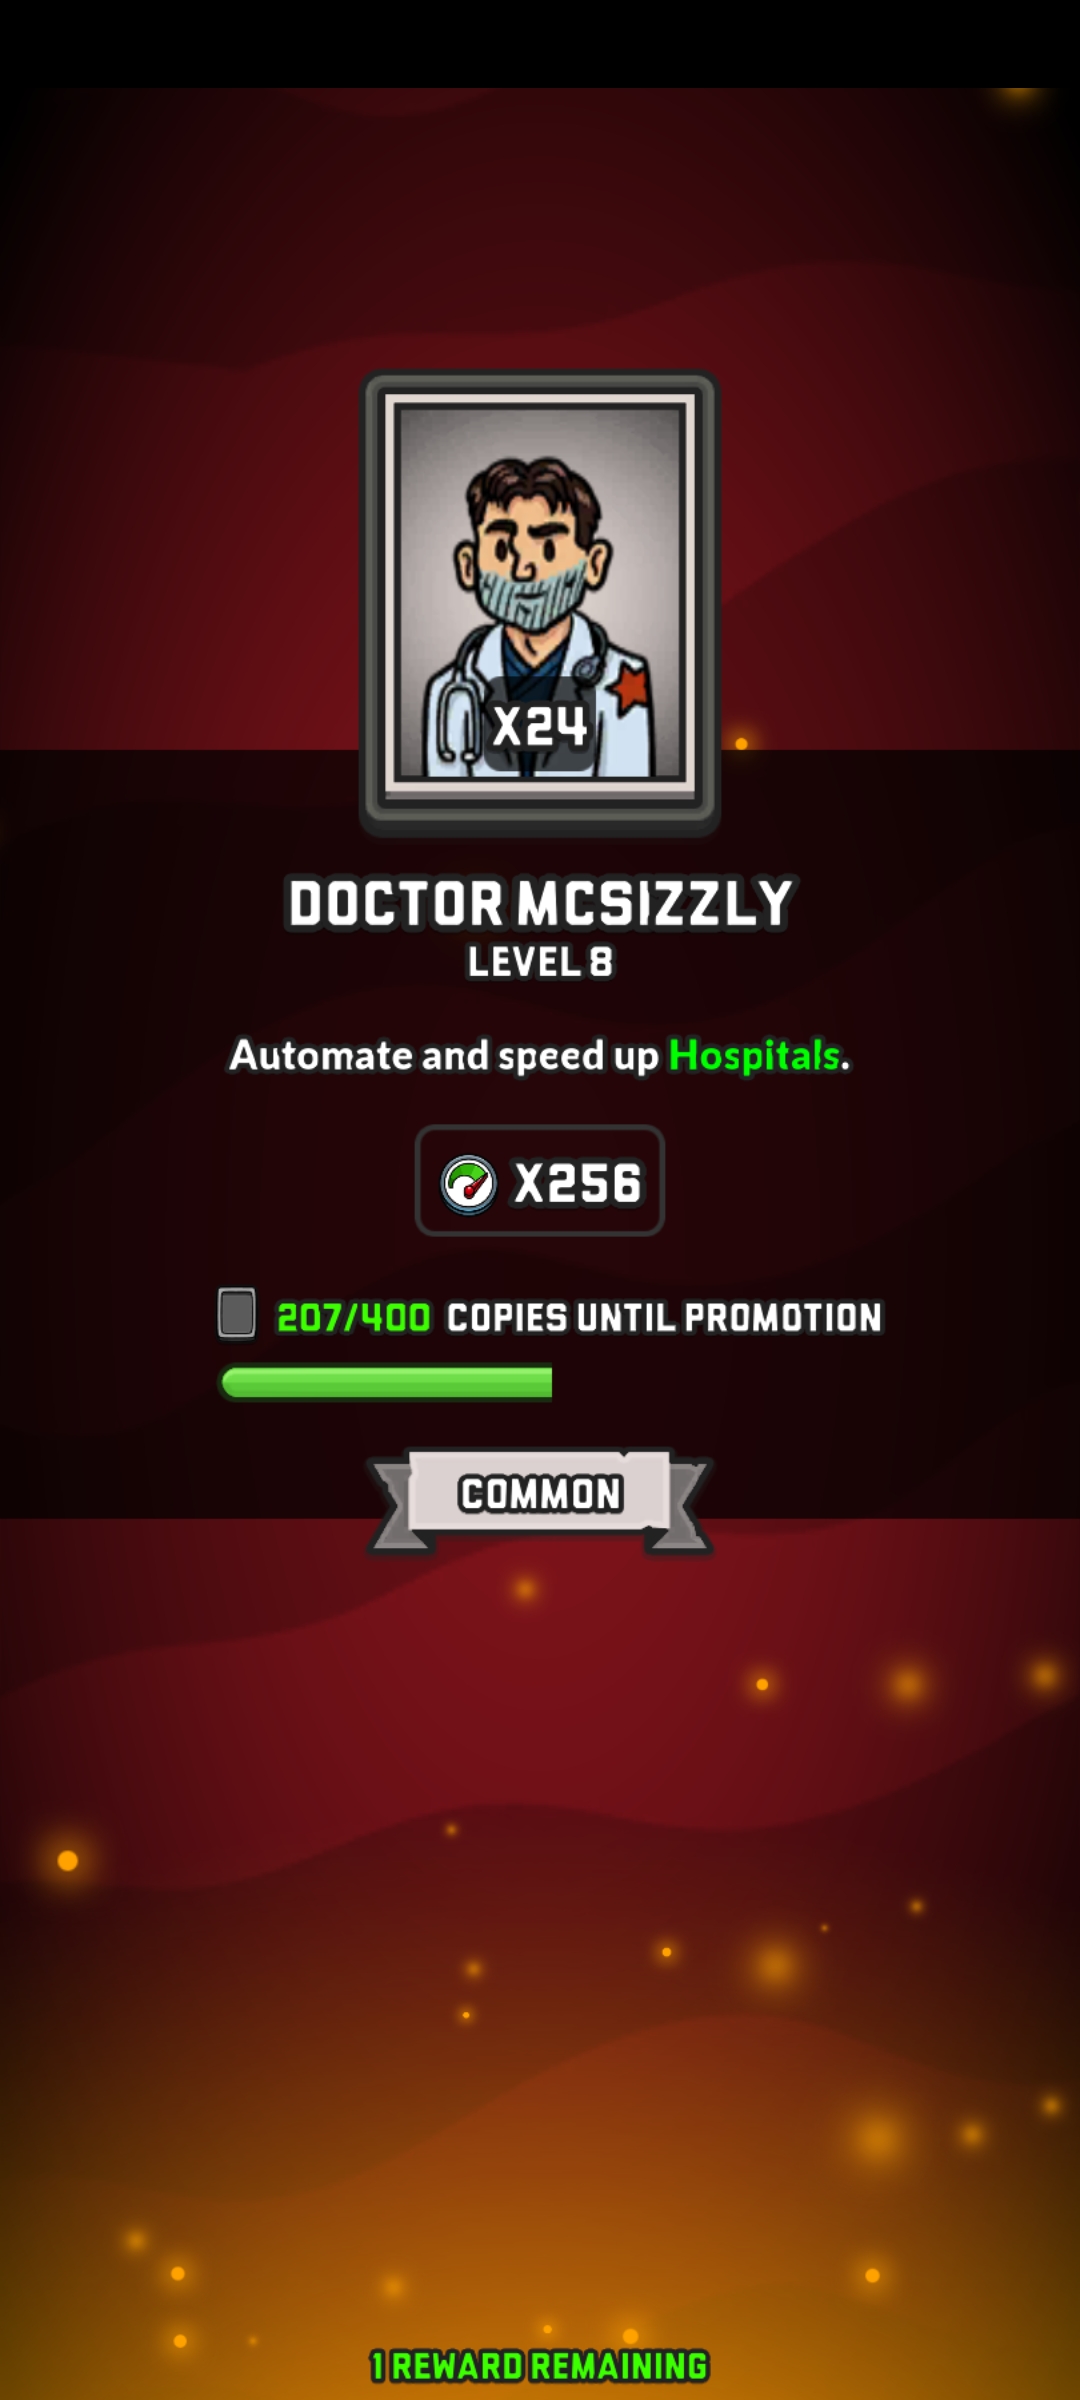 X24
DOCTOR MCSIZZLY
LEVEL 8
Automate and speed up Hospitals.
X256
207/400 COPIES UNTIL PROMOTION
COMMON
1 REWARD REMAINING